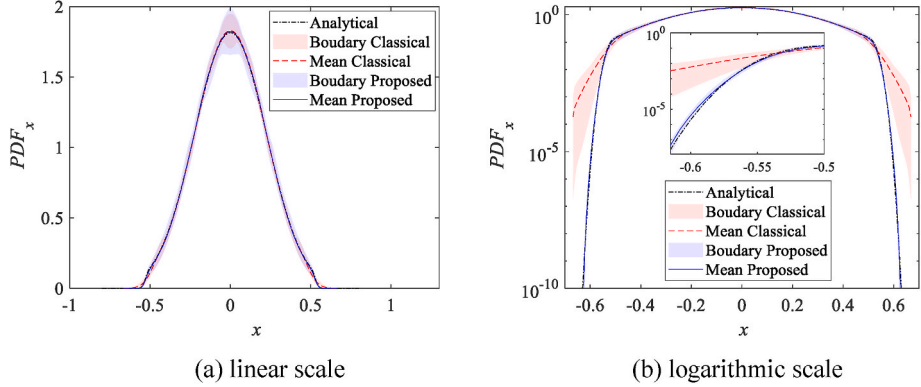 2
1.5
1
0.5
0
PDF_x
-1
-0.5
0
0.5
1
x
Analytical
Boudary Classical
Mean Classical
Boudary Proposed
Mean Proposed
(a) linear scale
10^0
10^-5
10^-10
PDF_x
-0.6
-0.4
-0.2
0
0.2
0.4
0.6
x
10^0
10^-5
-0.6
-0.55
-0.5
Analytical
Boudary Classical
Mean Classical
Boudary Proposed
Mean Proposed
(b) logarithmic scale